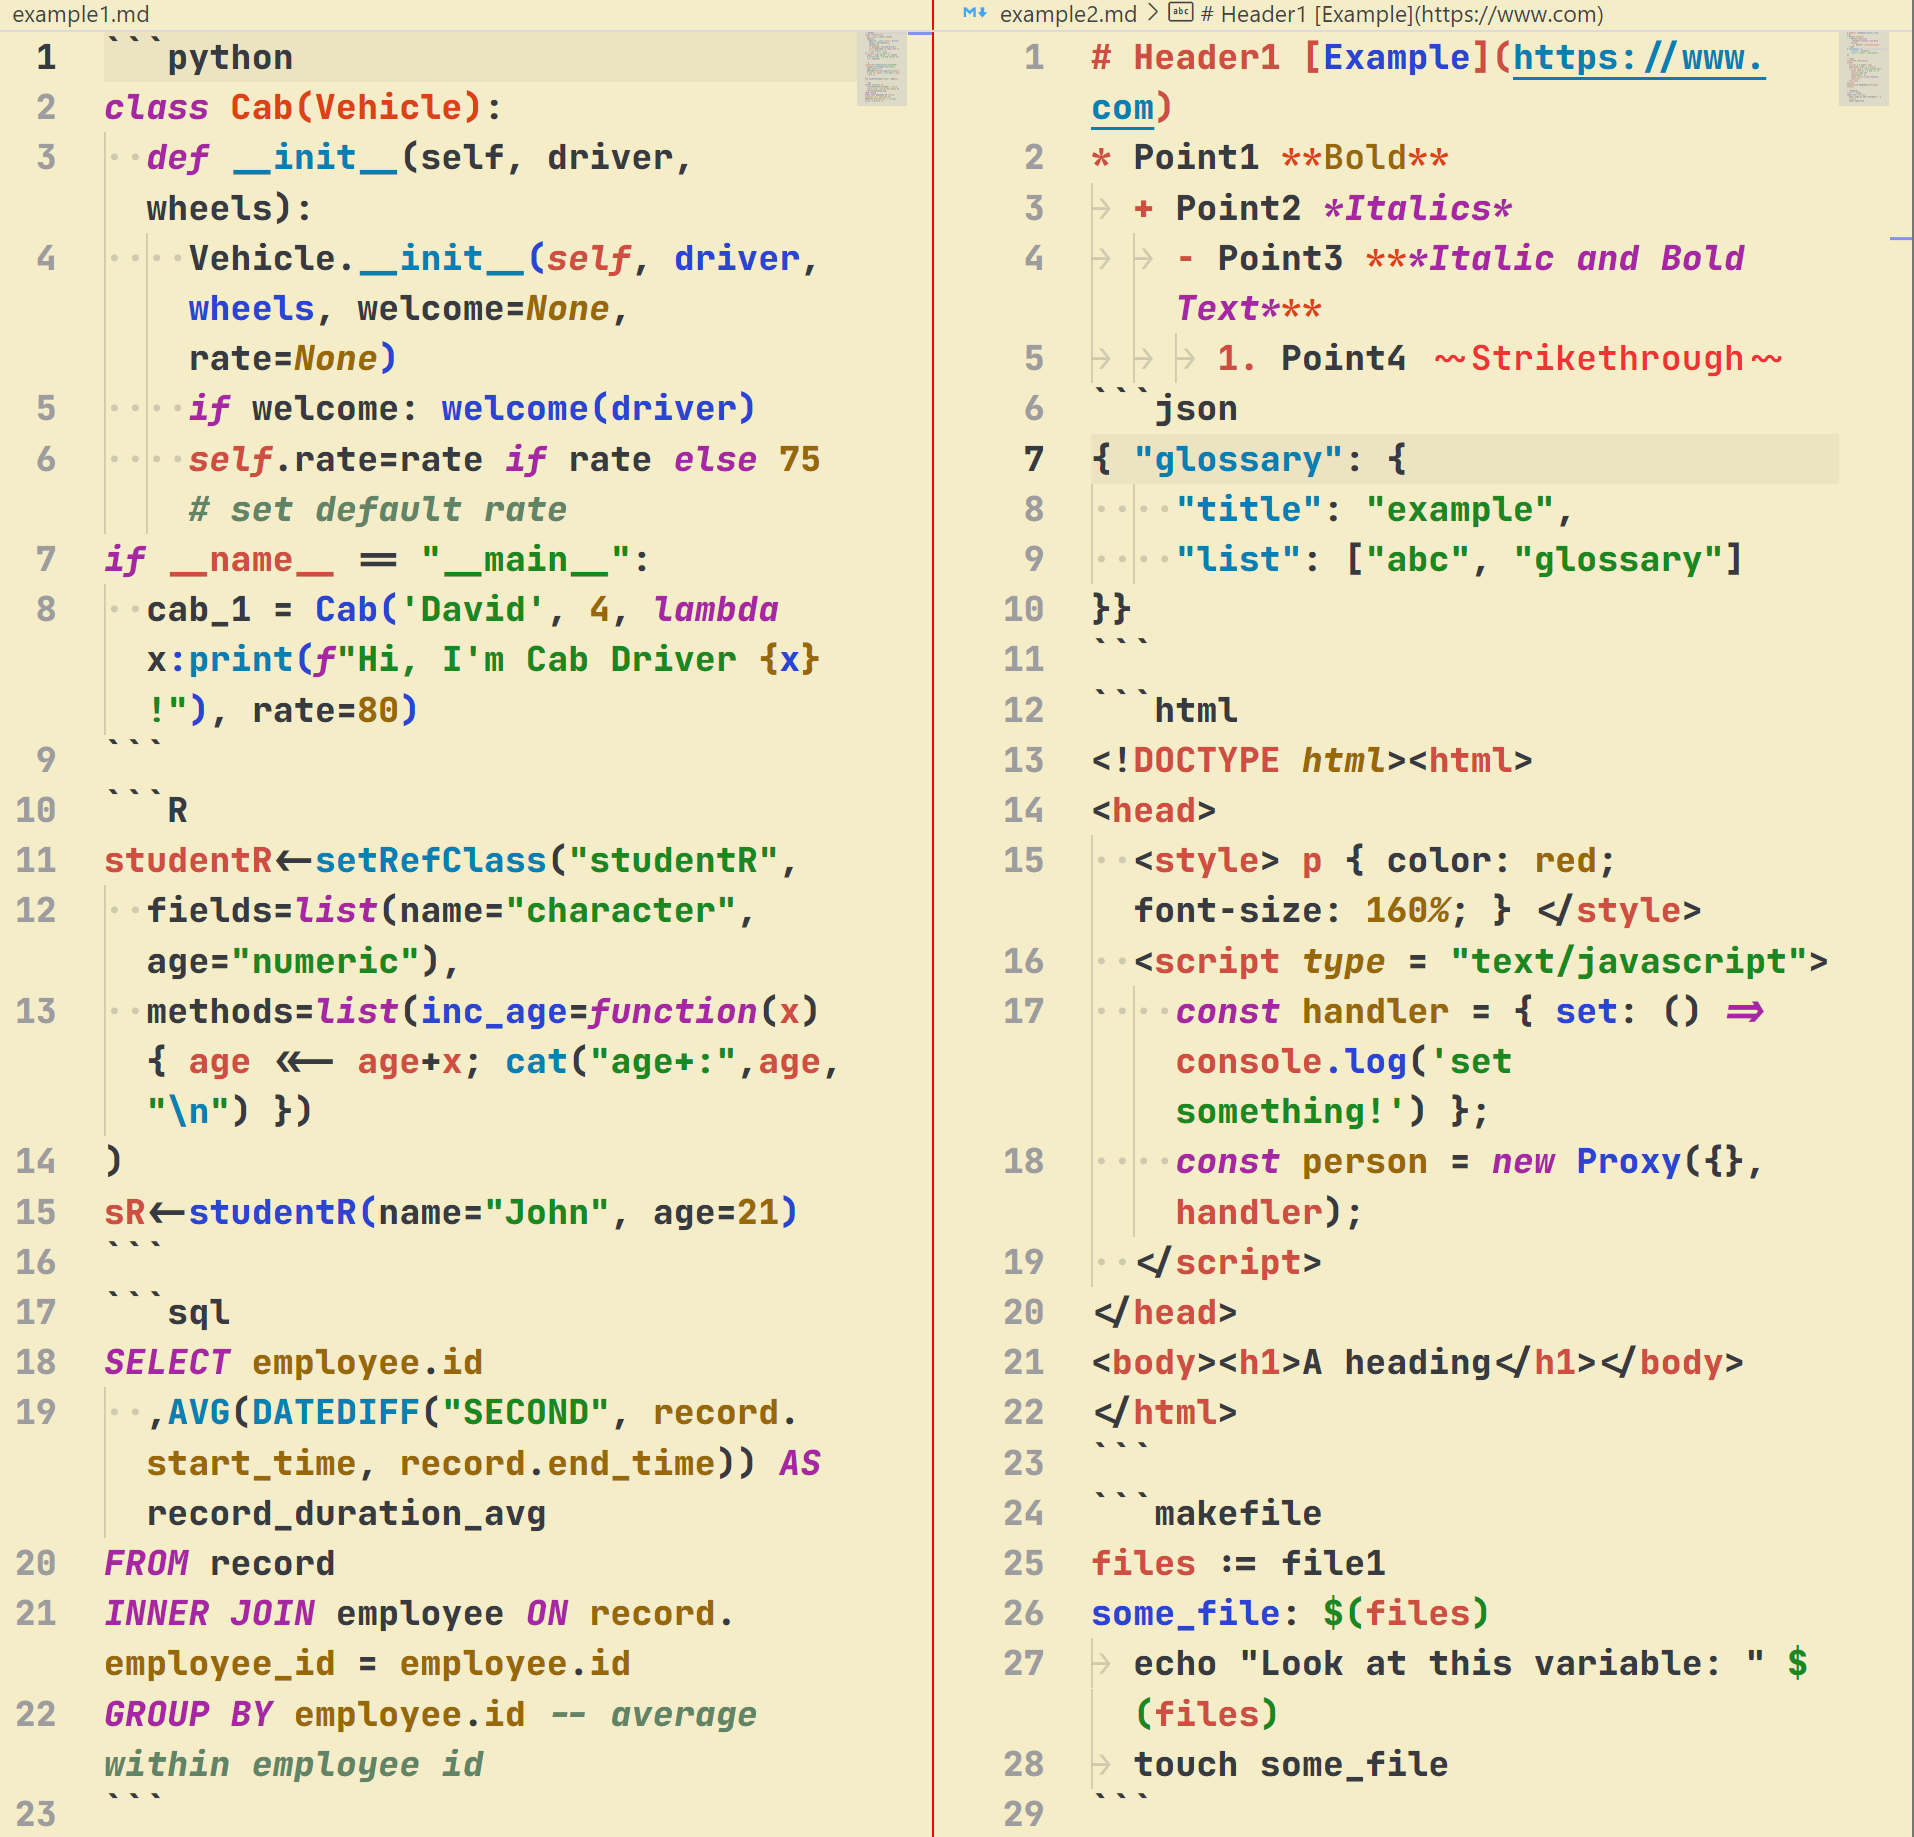 example1.md
1 ```python
2 class Cab(Vehicle):
3 def __init__(self, driver,
wheels):
4 Vehicle.__init__(self, driver,
wheels, welcome=None,
rate=None)
5 if welcome: welcome(driver)
6 self.rate=rate if rate else 75
# set default rate
7 if __name__ == "__main__":
8 cab_1 = Cab('David', 4, lambda
x:print(f"Hi, I'm Cab Driver {x}
!"), rate=80)
9 ```
10 ```R
11 studentR<-setRefClass("studentR",
12 fields=list(name="character",
age="numeric"),
13 methods=list(inc_age=function(x)
{ age <<- age+x; cat("age+:",age,
"\n") })
14 )
15 sR<-studentR(name="John", age=21)
16 ```
17 ```sql
18 SELECT employee.id
19 ,AVG(DATEDIFF("SECOND", record.
start_time, record.end_time)) AS
record_duration_avg
20 FROM record
21 INNER JOIN employee ON record.
employee_id = employee.id
22 GROUP BY employee.id -- average
within employee id
23 ```
example2.md > abc # Header1 [Example](https://www.com)
1 # Header1 [Example](https://www.
com)
2 * Point1 **Bold**
3 + Point2 *Italics*
4 - Point3 ***Italic and Bold
Text***
5 1. Point4 ~~Strikethrough~~
6 ```json
7 { "glossary": {
8 "title": "example",
9 "list": ["abc", "glossary"]
10 }}
11 ```
12 ```html
13 <!DOCTYPE html><html>
14 <head>
15 <style> p { color: red;
font-size: 160%; } </style>
16 <script type = "text/javascript">
17 const handler = { set: () =>
console.log('set
something!') };
18 const person = new Proxy({},
handler);
19 </script>
20 </head>
21 <body><h1>A heading</h1></body>
22 </html>
23 ```
24 ```makefile
25 files := file1
26 some_file: $(files)
27 echo "Look at this variable: " $
(files)
28 touch some_file
29 ```